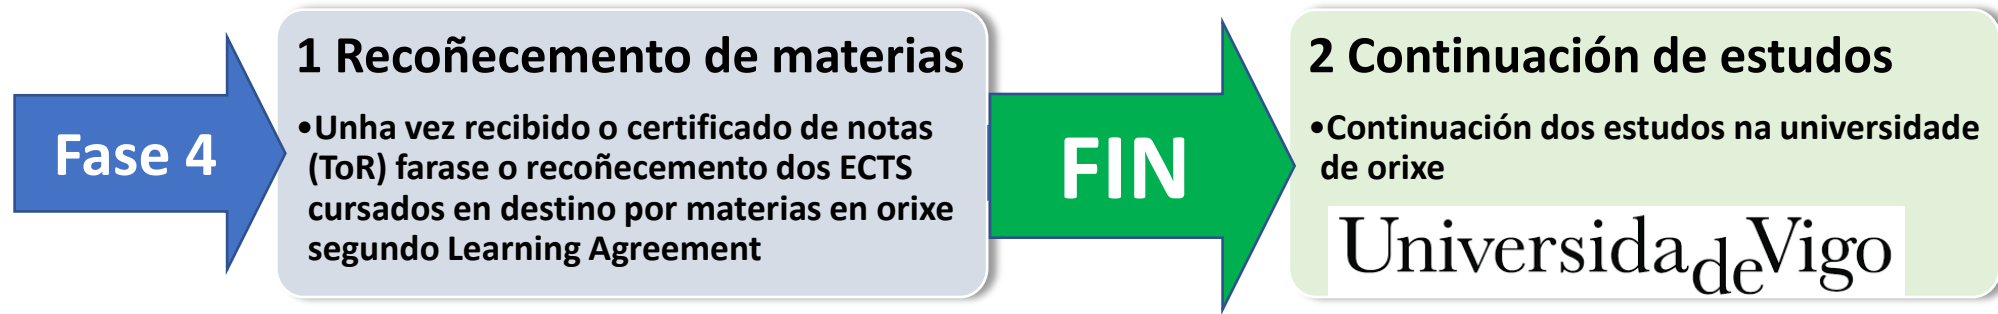 Fase 4
1 Recoñecemento de materias
•Unha vez recibido o certificado de notas
(ToR) farase o recoñecemento dos ECTS
cursados en destino por materias en orixe
segundo Learning Agreement
FIN
2 Continuación de estudos
•Continuación dos estudos na universidade
de orixe
UniversidadeVigo